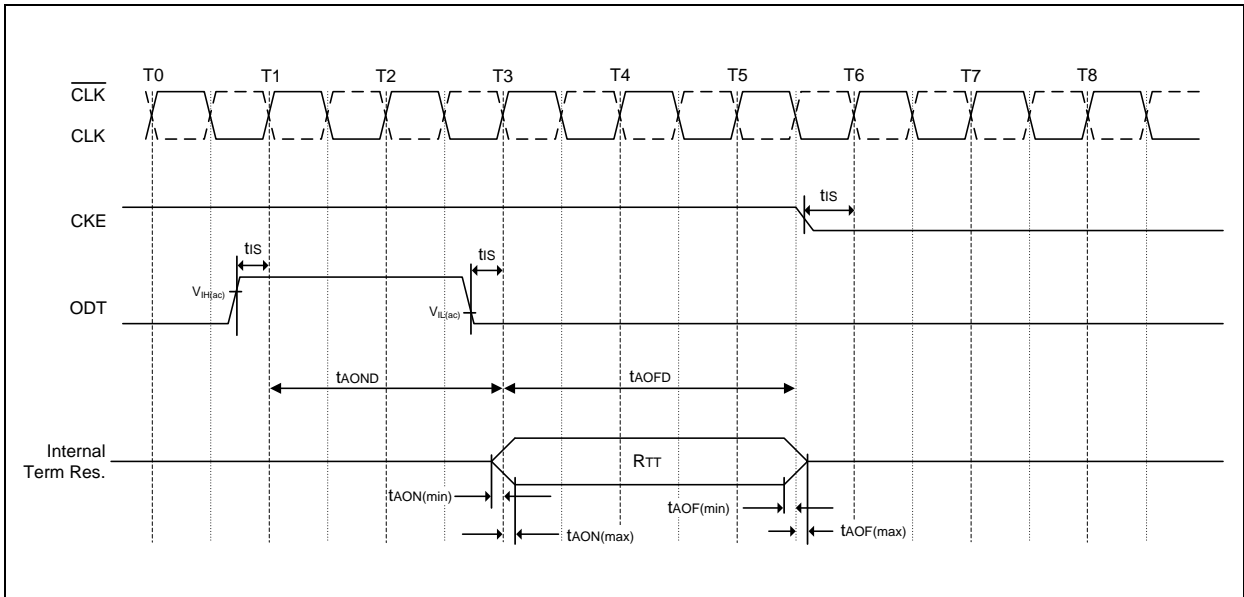 T0 T1 T2 T3 T4 T5 T6 T7 T8
CLK
CLK
CKE
tIS
tIS
tIS
VIH(ac)
ODT
VIL(ac)
tAOND
tAOFD
Internal
Term Res.
RTT
tAON(min)
tAOF(min)
tAON(max)
tAOF(max)